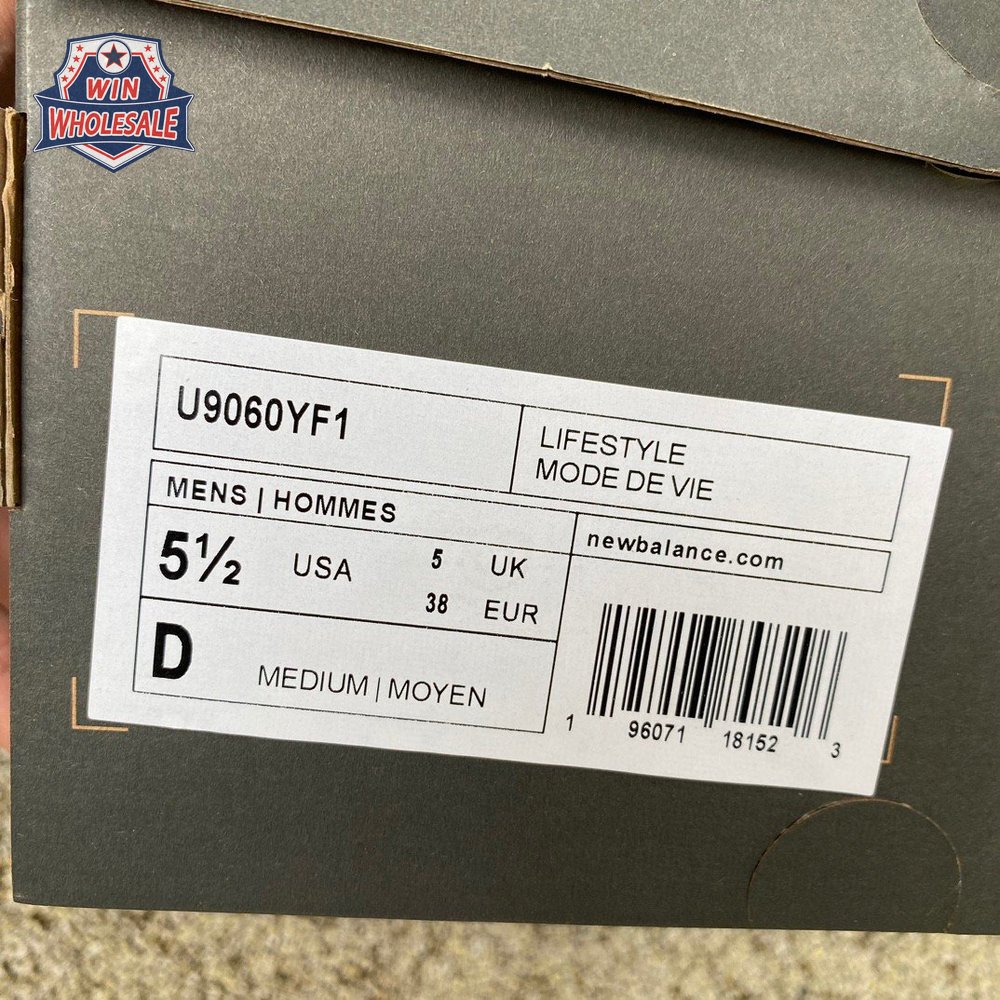 WIN
WHOLESALE
U9060YF1
LIFESTYLE
MODE DE VIE
MENS | HOMMES
newbalance.com
5½ USA 5 UK
38 EUR
D MEDIUM | MOYEN
1 96071 18152 3